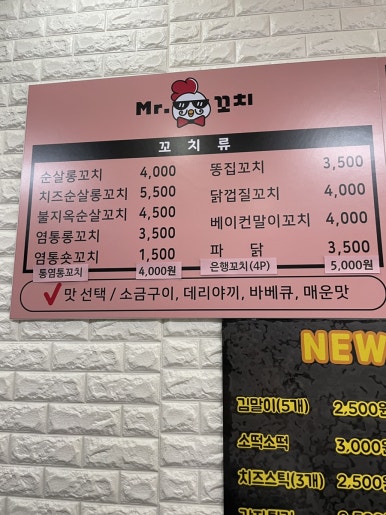 Mr. 꼬치
꼬 치 류
순살롱꼬치 4,000
치즈순살롱꼬치 5,500
불지옥순살꼬치 4,500
염통롱꼬치 3,500
염통숏꼬치 1,500
통염통꼬치 4,000원
똥집꼬치 3,500
닭껍질꼬치 4,000
베이컨말이꼬치 4,000
파 닭 3,500
은행꼬치(4P) 5,000원
✓맛 선택 / 소금구이, 데리야끼, 바베큐, 매운맛
NEW
김말이(5개) 2,500원
소떡소떡 3,000원
치즈스틱(3개) 2,500